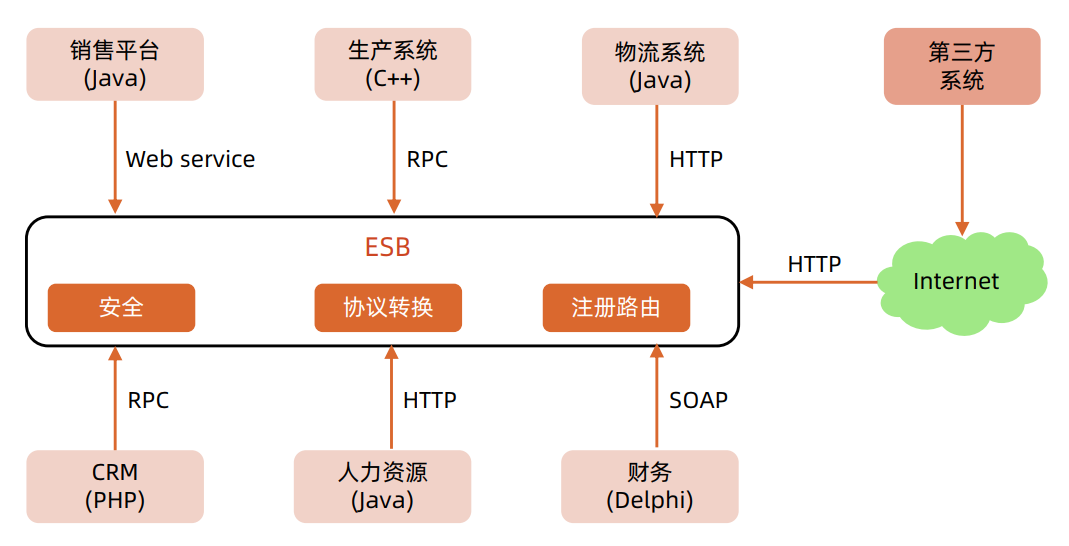 销售平台
(Java)
生产系统
(C++)
物流系统
(Java)
第三方
系统
Web service
RPC
HTTP
ESB
安全
协议转换
注册路由
HTTP
Internet
RPC
HTTP
SOAP
CRM
(PHP)
人力资源
(Java)
财务
(Delphi)